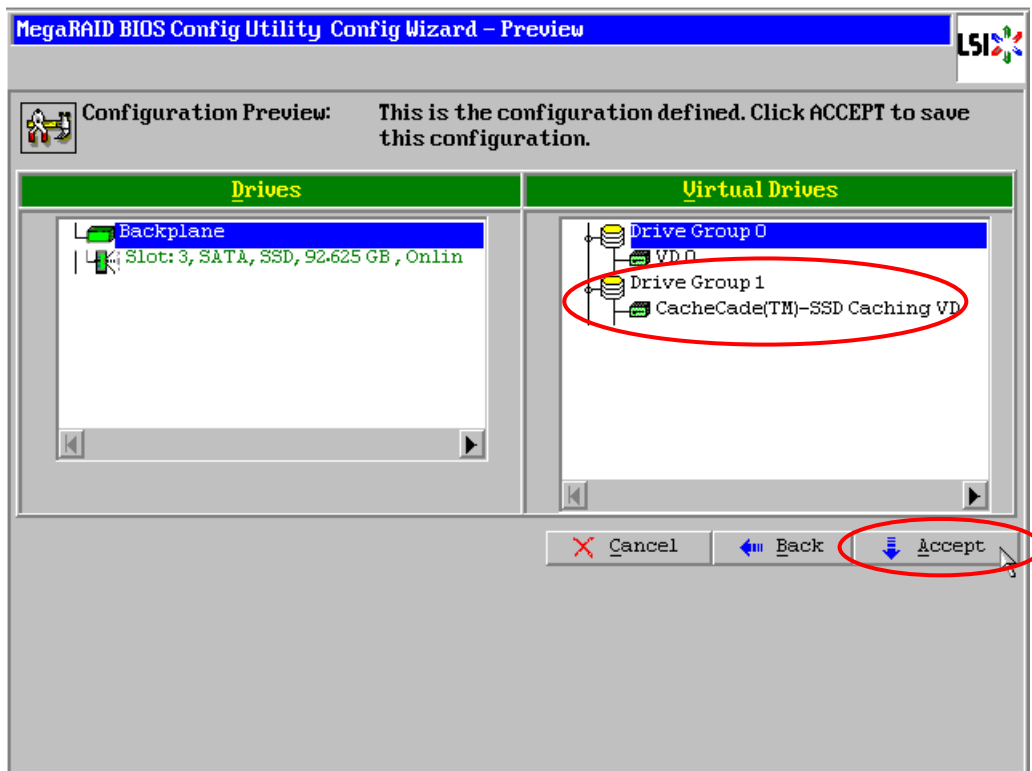 MegaRAID BIOS Config Utility Config Wizard – Preview
LSI
Configuration Preview: This is the configuration defined. Click ACCEPT to save
this configuration.
Drives
Virtual Drives
Backplane
Slot: 3, SATA, SSD, 92.625 GB , Onlin
Drive Group 0
VD 0
Drive Group 1
CacheCade(TM)–SSD Caching VD
Cancel
Back
Accept